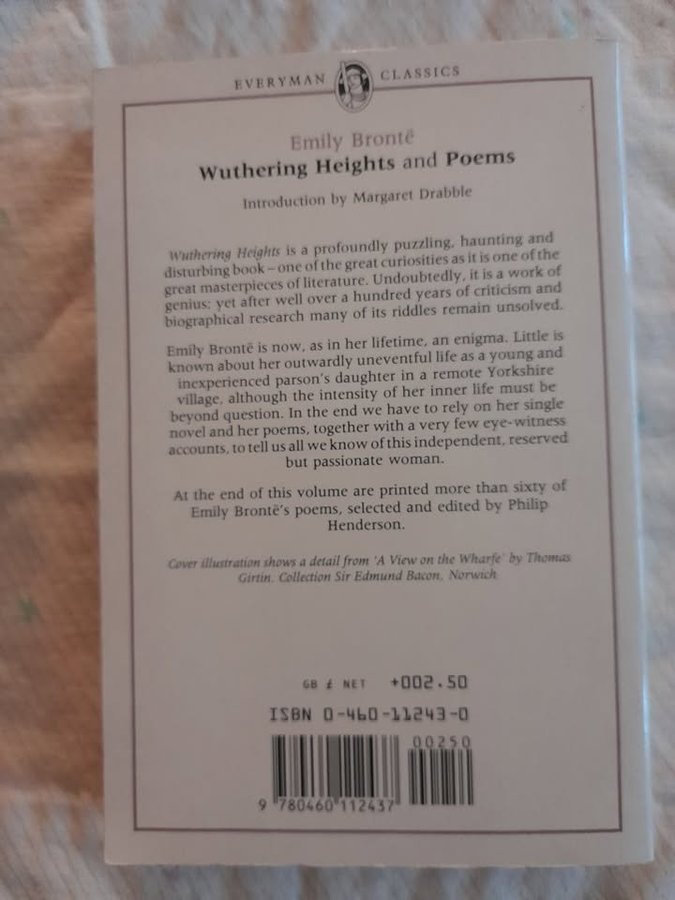 EVERYMAN CLASSICS
Emily Brontë
Wuthering Heights and Poems
Introduction by Margaret Drabble
Wuthering Heights is a profoundly puzzling, haunting and
disturbing book – one of the great curiosities as it is one of the
great masterpieces of literature. Undoubtedly, it is a work of
genius: yet after well over a hundred years of criticism and
biographical research many of its riddles remain unsolved.
Emily Brontë is now, as in her lifetime, an enigma. Little is
known about her outwardly uneventful life as a young and
inexperienced parson's daughter in a remote Yorkshire
village, although the intensity of her inner life must be
beyond question. In the end we have to rely on her single
novel and her poems, together with a very few eye-witness
accounts, to tell us all we know of this independent, reserved
but passionate woman.
At the end of this volume are printed more than sixty of
Emily Brontë's poems, selected and edited by Philip
Henderson.
Cover illustration shows a detail from 'A View on the Wharfe' by Thomas
Girtin. Collection Sir Edmund Bacon, Norwich
GB £ NET +002.50
ISBN 0-460-11243-0
00250
9 780460 112437